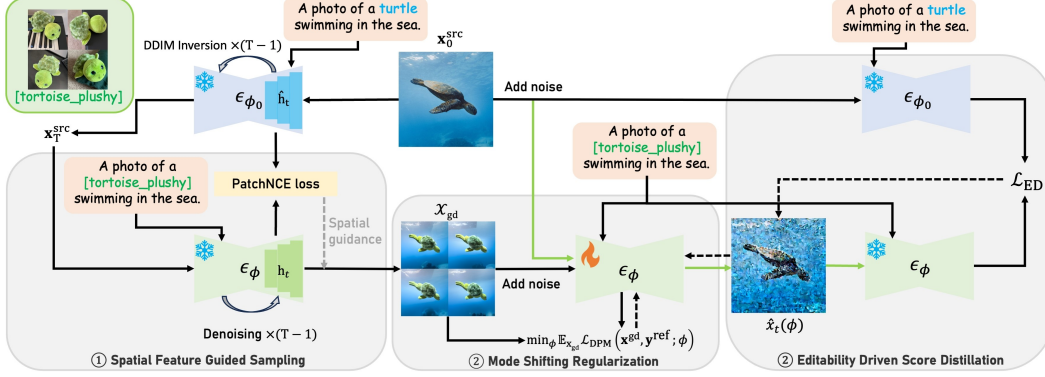 [tortoise_plushy]
DDIM Inversion ×(T − 1)
A photo of a turtle
swimming in the sea.
ϵ_ϕ₀
ĥ_t
x_0^src
Add noise
A photo of a turtle
swimming in the sea.
ϵ_ϕ₀
x_T^src
A photo of a
[tortoise_plushy]
swimming in the sea.
PatchNCE loss
Spatial
guidance
ϵ_ϕ
h_t
Denoising ×(T − 1)
① Spatial Feature Guided Sampling
𝒳_gd
Add noise
A photo of a
[tortoise_plushy]
swimming in the sea.
ϵ_ϕ
min_ϕ 𝔼_x_gd ℒ_DPM (x^gd, y^ref; ϕ)
② Mode Shifting Regularization
x̂_t(ϕ)
ϵ_ϕ
ℒ_ED
② Editability Driven Score Distillation